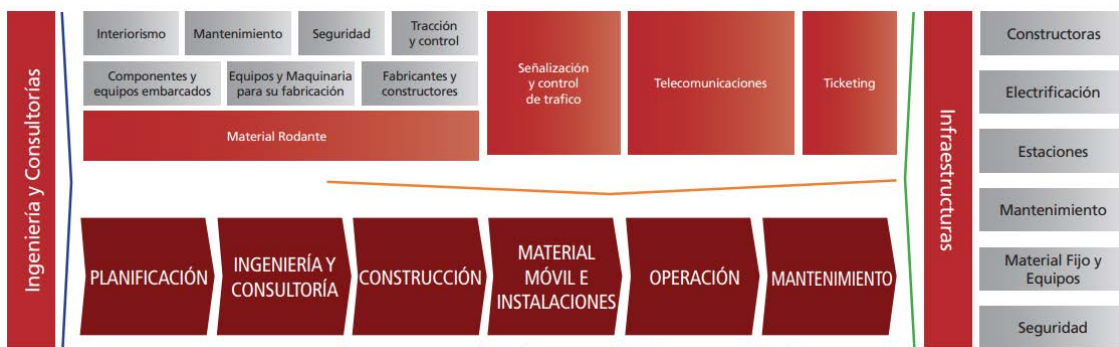 Ingeniería y Consultorías
Interiorismo
Mantenimiento
Seguridad
Tracción
y control
Componentes y
equipos embarcados
Equipos y Maquinaria
para su fabricación
Fabricantes y
constructores
Material Rodante
Señalización
y control
de trafico
Telecomunicaciones
Ticketing
PLANIFICACIÓN
INGENIERÍA Y
CONSULTORÍA
CONSTRUCCIÓN
MATERIAL
MÓVIL E
INSTALACIONES
OPERACIÓN
MANTENIMIENTO
Infraestructuras
Constructoras
Electrificación
Estaciones
Mantenimiento
Material Fijo y
Equipos
Seguridad